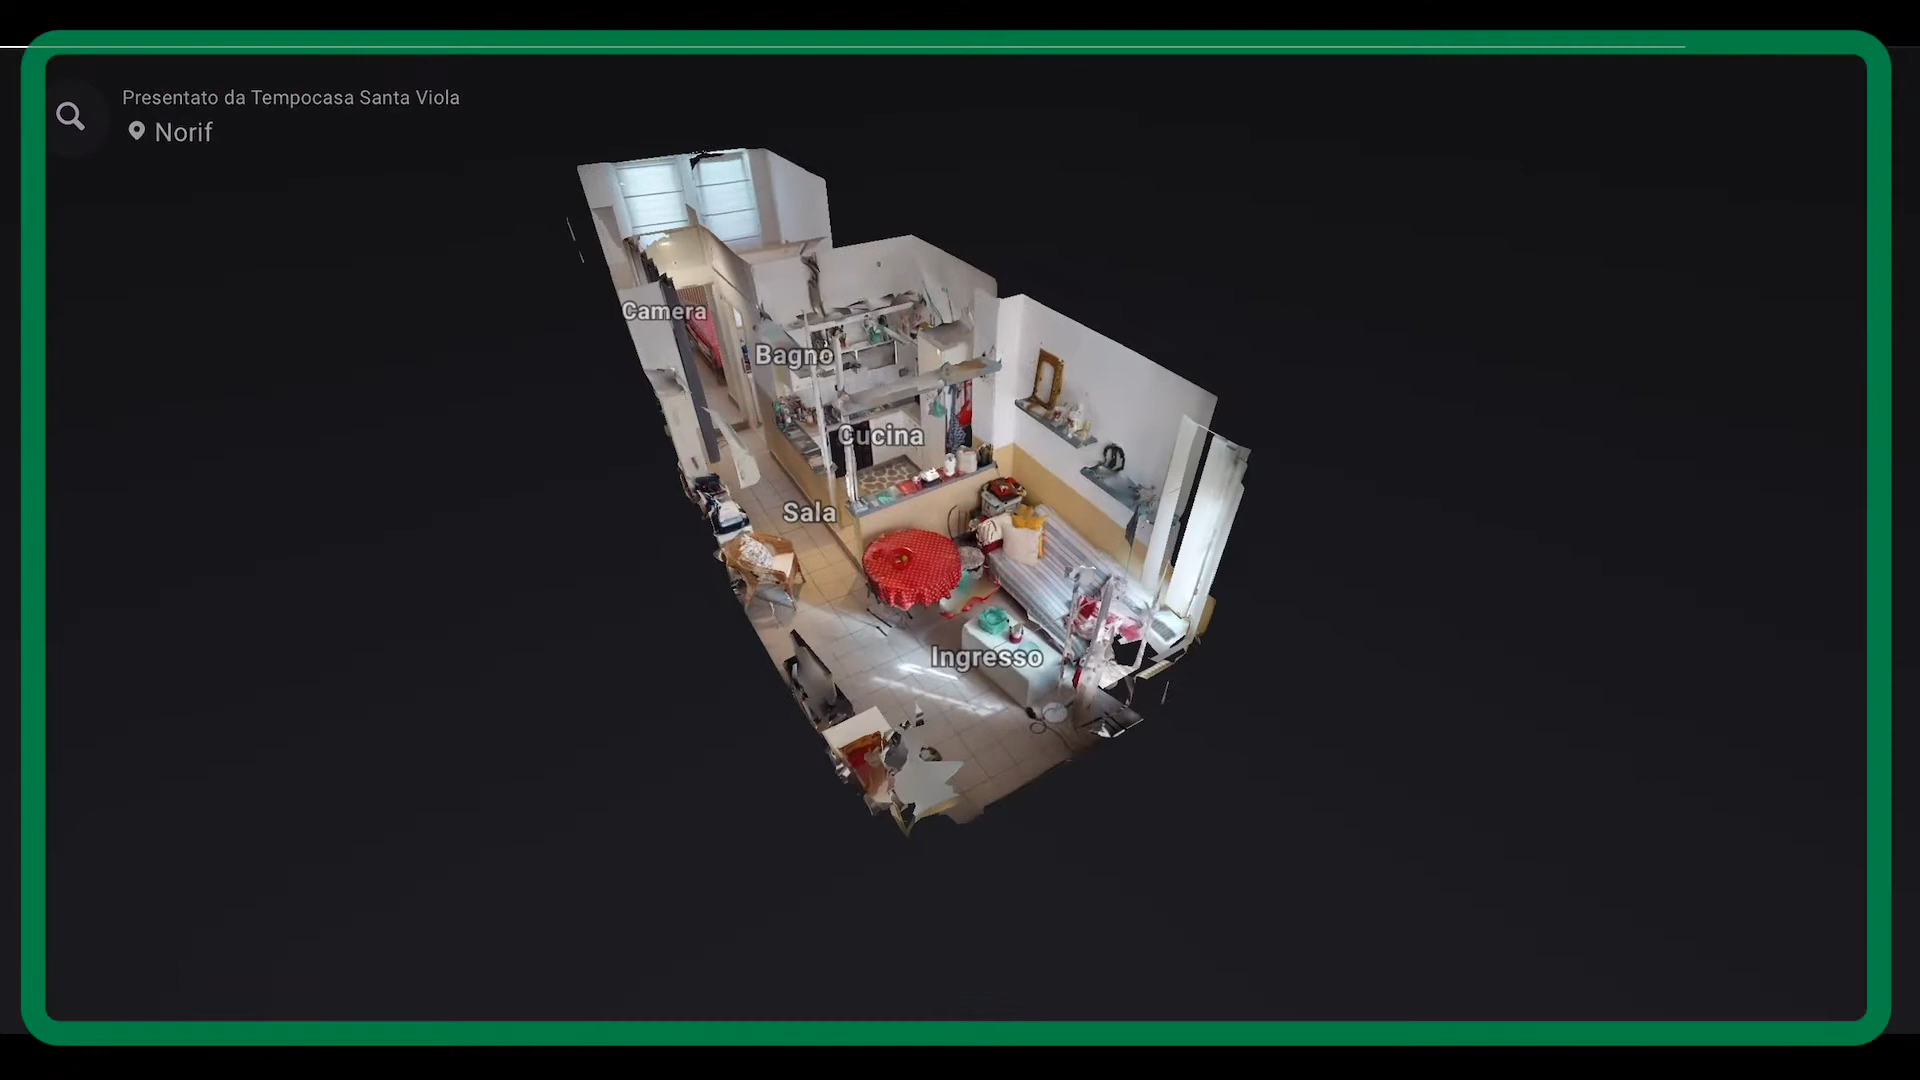 Presentato da Tempocasa Santa Viola
Norif
Camera
Bagno
Cucina
Sala
Ingresso